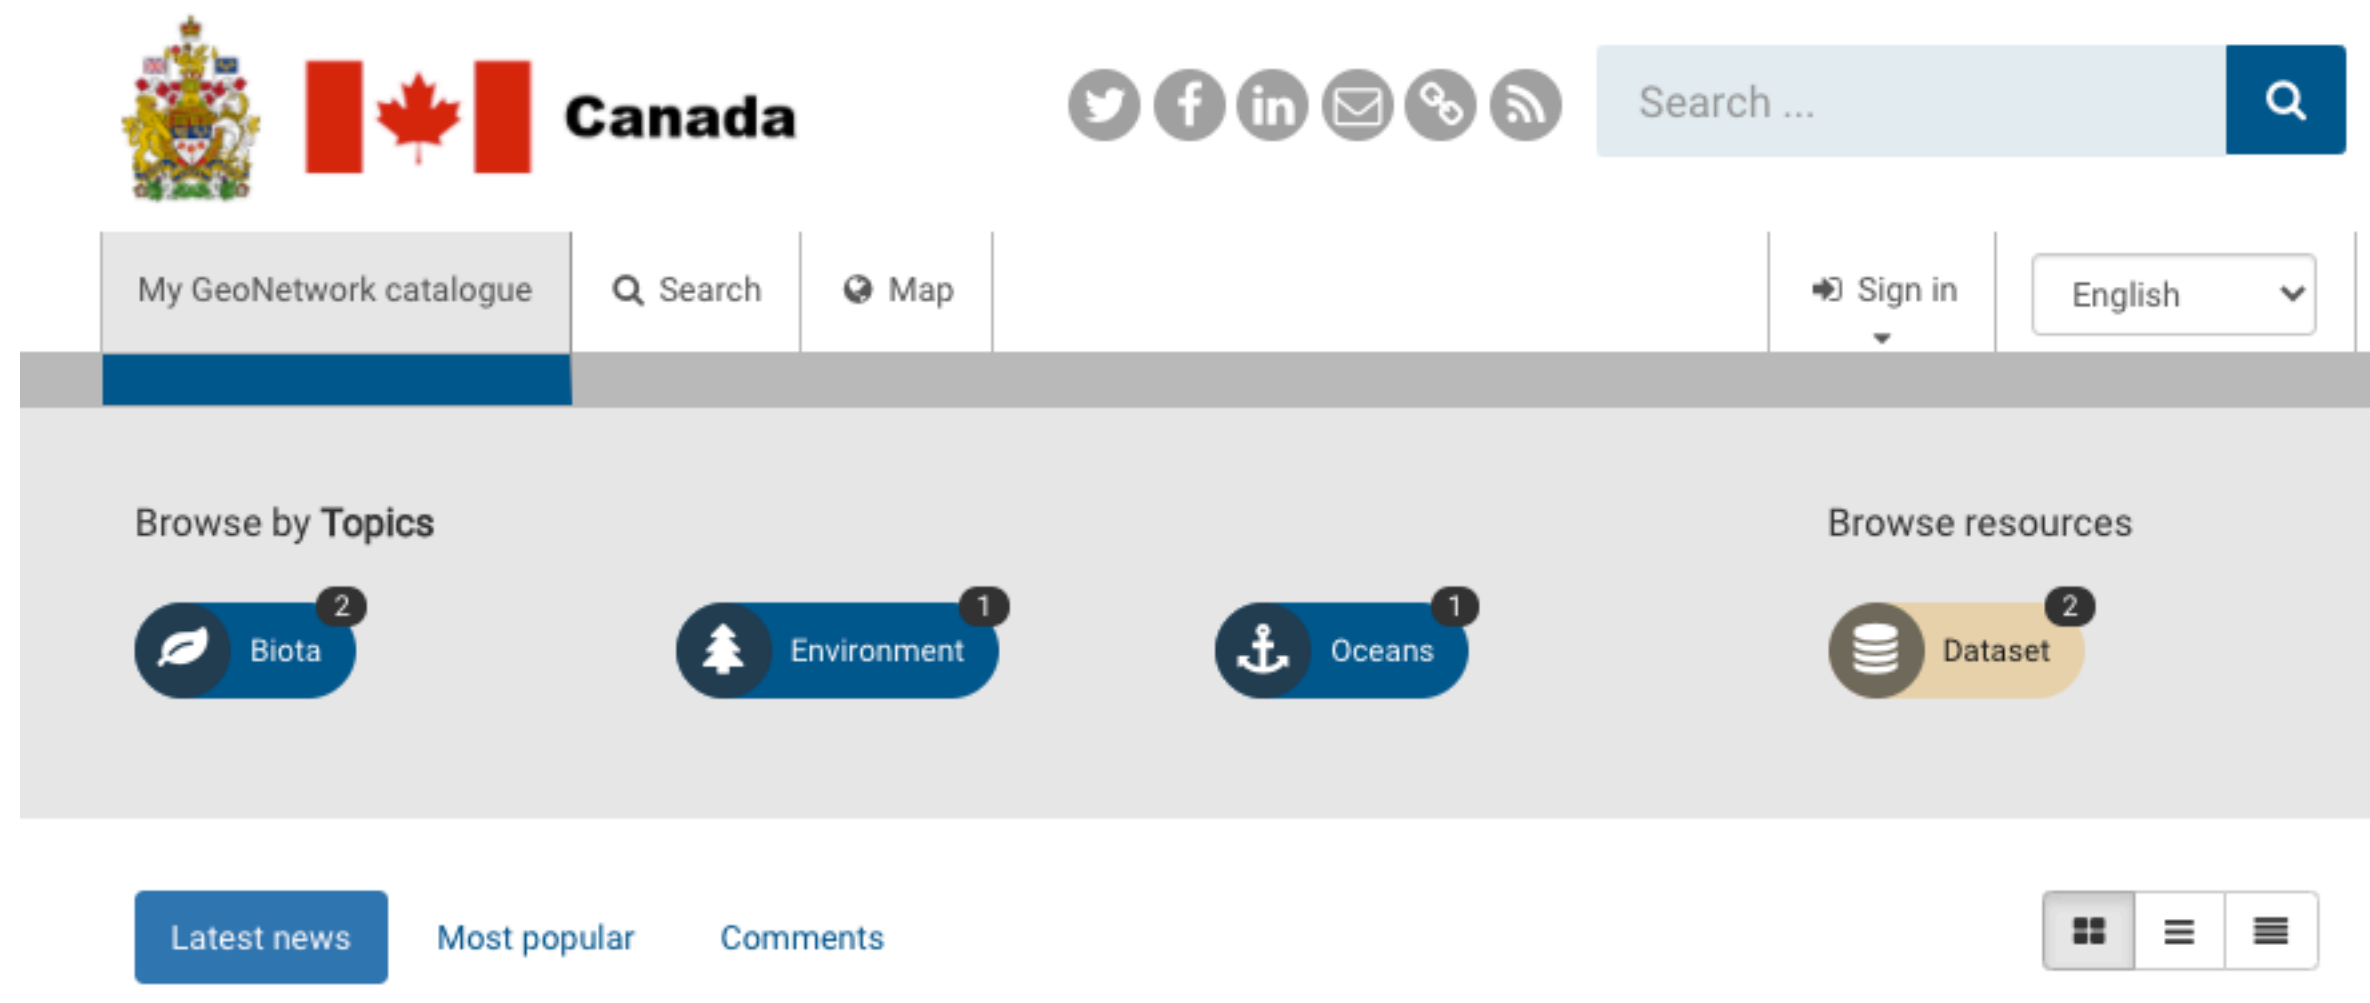 Canada
Search ...
My GeoNetwork catalogue
Search
Map
Sign in
English
Browse by Topics
Browse resources
2
Biota
1
Environment
1
Oceans
2
Dataset
Latest news
Most popular
Comments